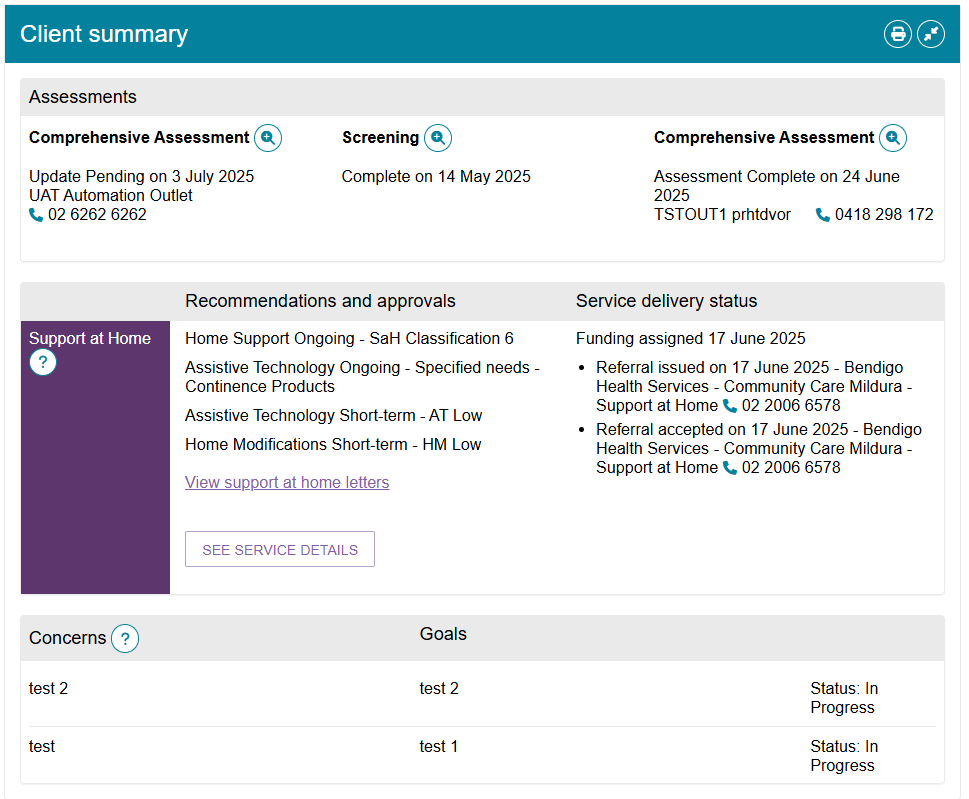 Client summary
Assessments
Comprehensive Assessment
Update Pending on 3 July 2025
UAT Automation Outlet
02 6262 6262
Screening
Complete on 14 May 2025
Comprehensive Assessment
Assessment Complete on 24 June
2025
TSTOUT1 prhtdvor 0418 298 172
Recommendations and approvals
Service delivery status
Support at Home
?
Home Support Ongoing - SaH Classification 6
Assistive Technology Ongoing - Specified needs -
Continence Products
Assistive Technology Short-term - AT Low
Home Modifications Short-term - HM Low
View support at home letters
SEE SERVICE DETAILS
Funding assigned 17 June 2025
• Referral issued on 17 June 2025 - Bendigo
Health Services - Community Care Mildura -
Support at Home 02 2006 6578
• Referral accepted on 17 June 2025 - Bendigo
Health Services - Community Care Mildura -
Support at Home 02 2006 6578
Concerns ?
Goals
test 2
test 2
Status: In
Progress
test
test 1
Status: In
Progress